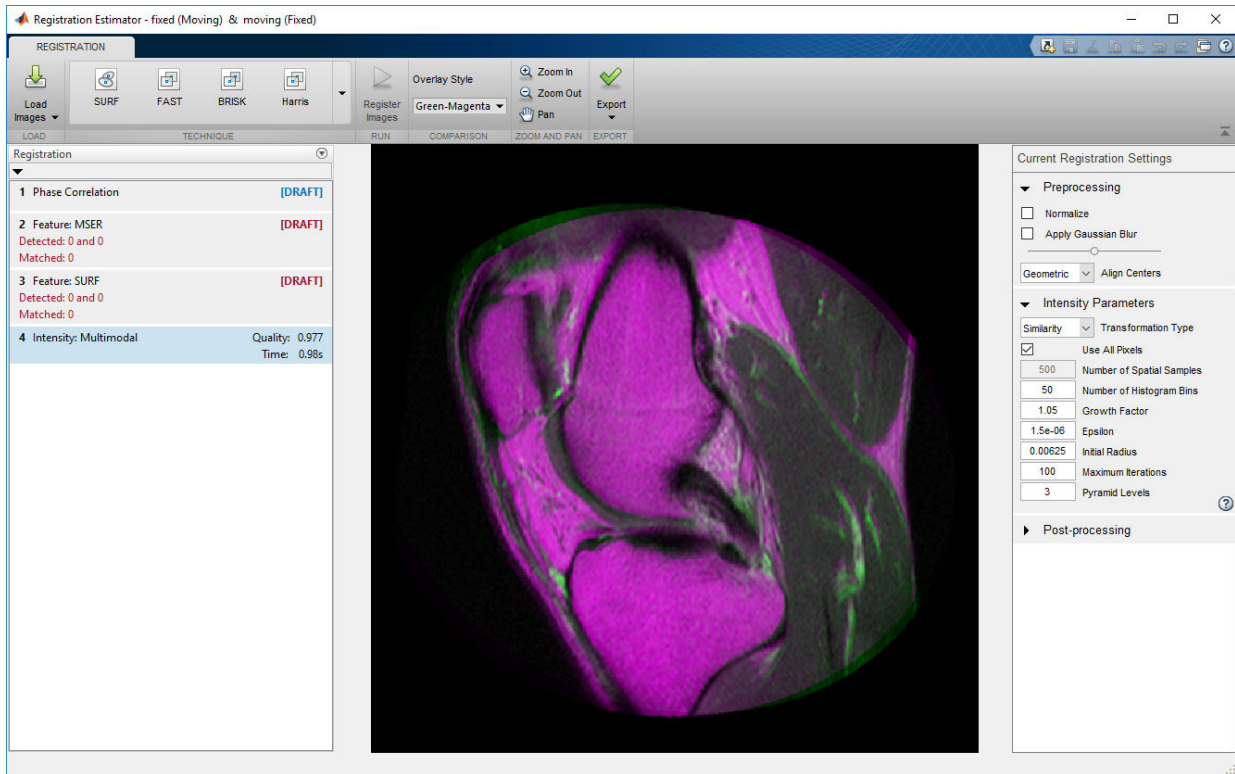 Registration Estimator - fixed (Moving) & moving (Fixed)
REGISTRATION
Load Images
SURF
FAST
BRISK
Harris
Register Images
Overlay Style
Green-Magenta
Zoom In
Zoom Out
Pan
Export
LOAD
TECHNIQUE
RUN
COMPARISON
ZOOM AND PAN
EXPORT
Registration
1 Phase Correlation [DRAFT]
2 Feature: MSER [DRAFT]
Detected: 0 and 0
Matched: 0
3 Feature: SURF [DRAFT]
Detected: 0 and 0
Matched: 0
4 Intensity: Multimodal Quality: 0.977
Time: 0.98s
Current Registration Settings
Preprocessing
Normalize
Apply Gaussian Blur
Geometric Align Centers
Intensity Parameters
Similarity Transformation Type
Use All Pixels
500 Number of Spatial Samples
50 Number of Histogram Bins
1.05 Growth Factor
1.5e-06 Epsilon
0.00625 Initial Radius
100 Maximum Iterations
3 Pyramid Levels
Post-processing